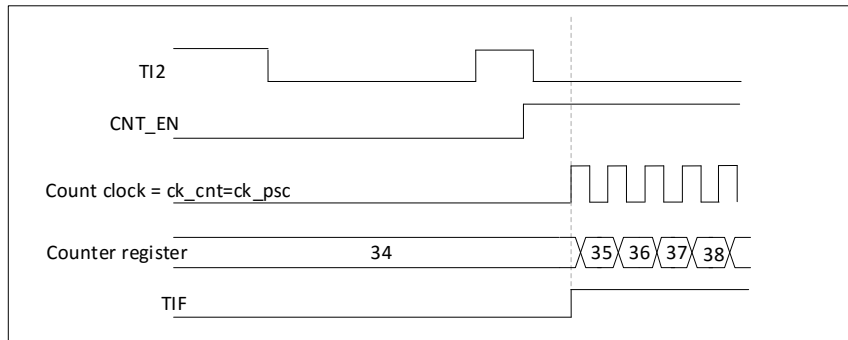 TI2
CNT_EN
Count clock = ck_cnt=ck_psc
Counter register 34 35 36 37 38
TIF